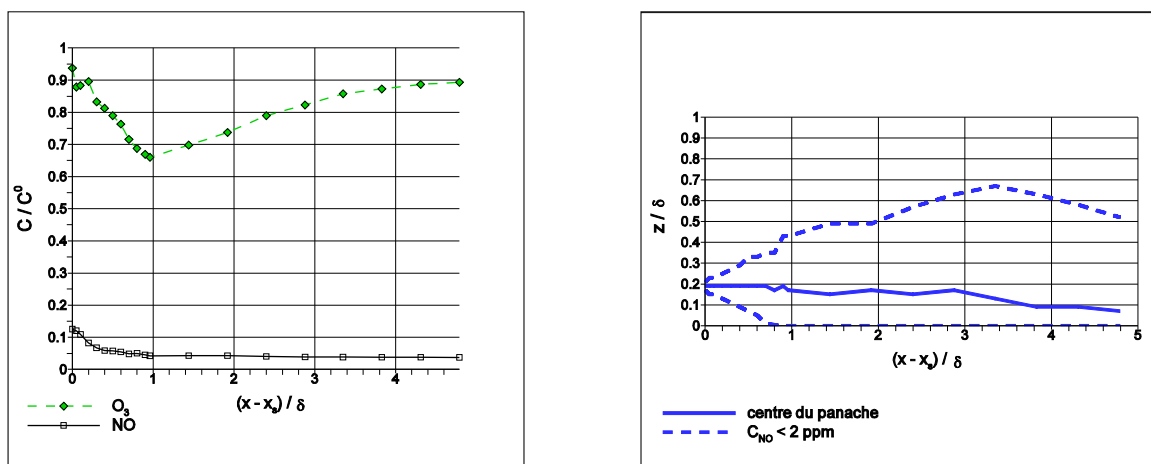 1
0.9
0.8
0.7
0.6
0.5
0.4
0.3
0.2
0.1
0
C / C⁰
0 1 2 3 4
(x - xₛ) / δ
O₃
NO
1
0.9
0.8
0.7
0.6
0.5
0.4
0.3
0.2
0.1
0
z / δ
0 1 2 3 4 5
(x - xₛ) / δ
centre du panache
C_NO < 2 ppm